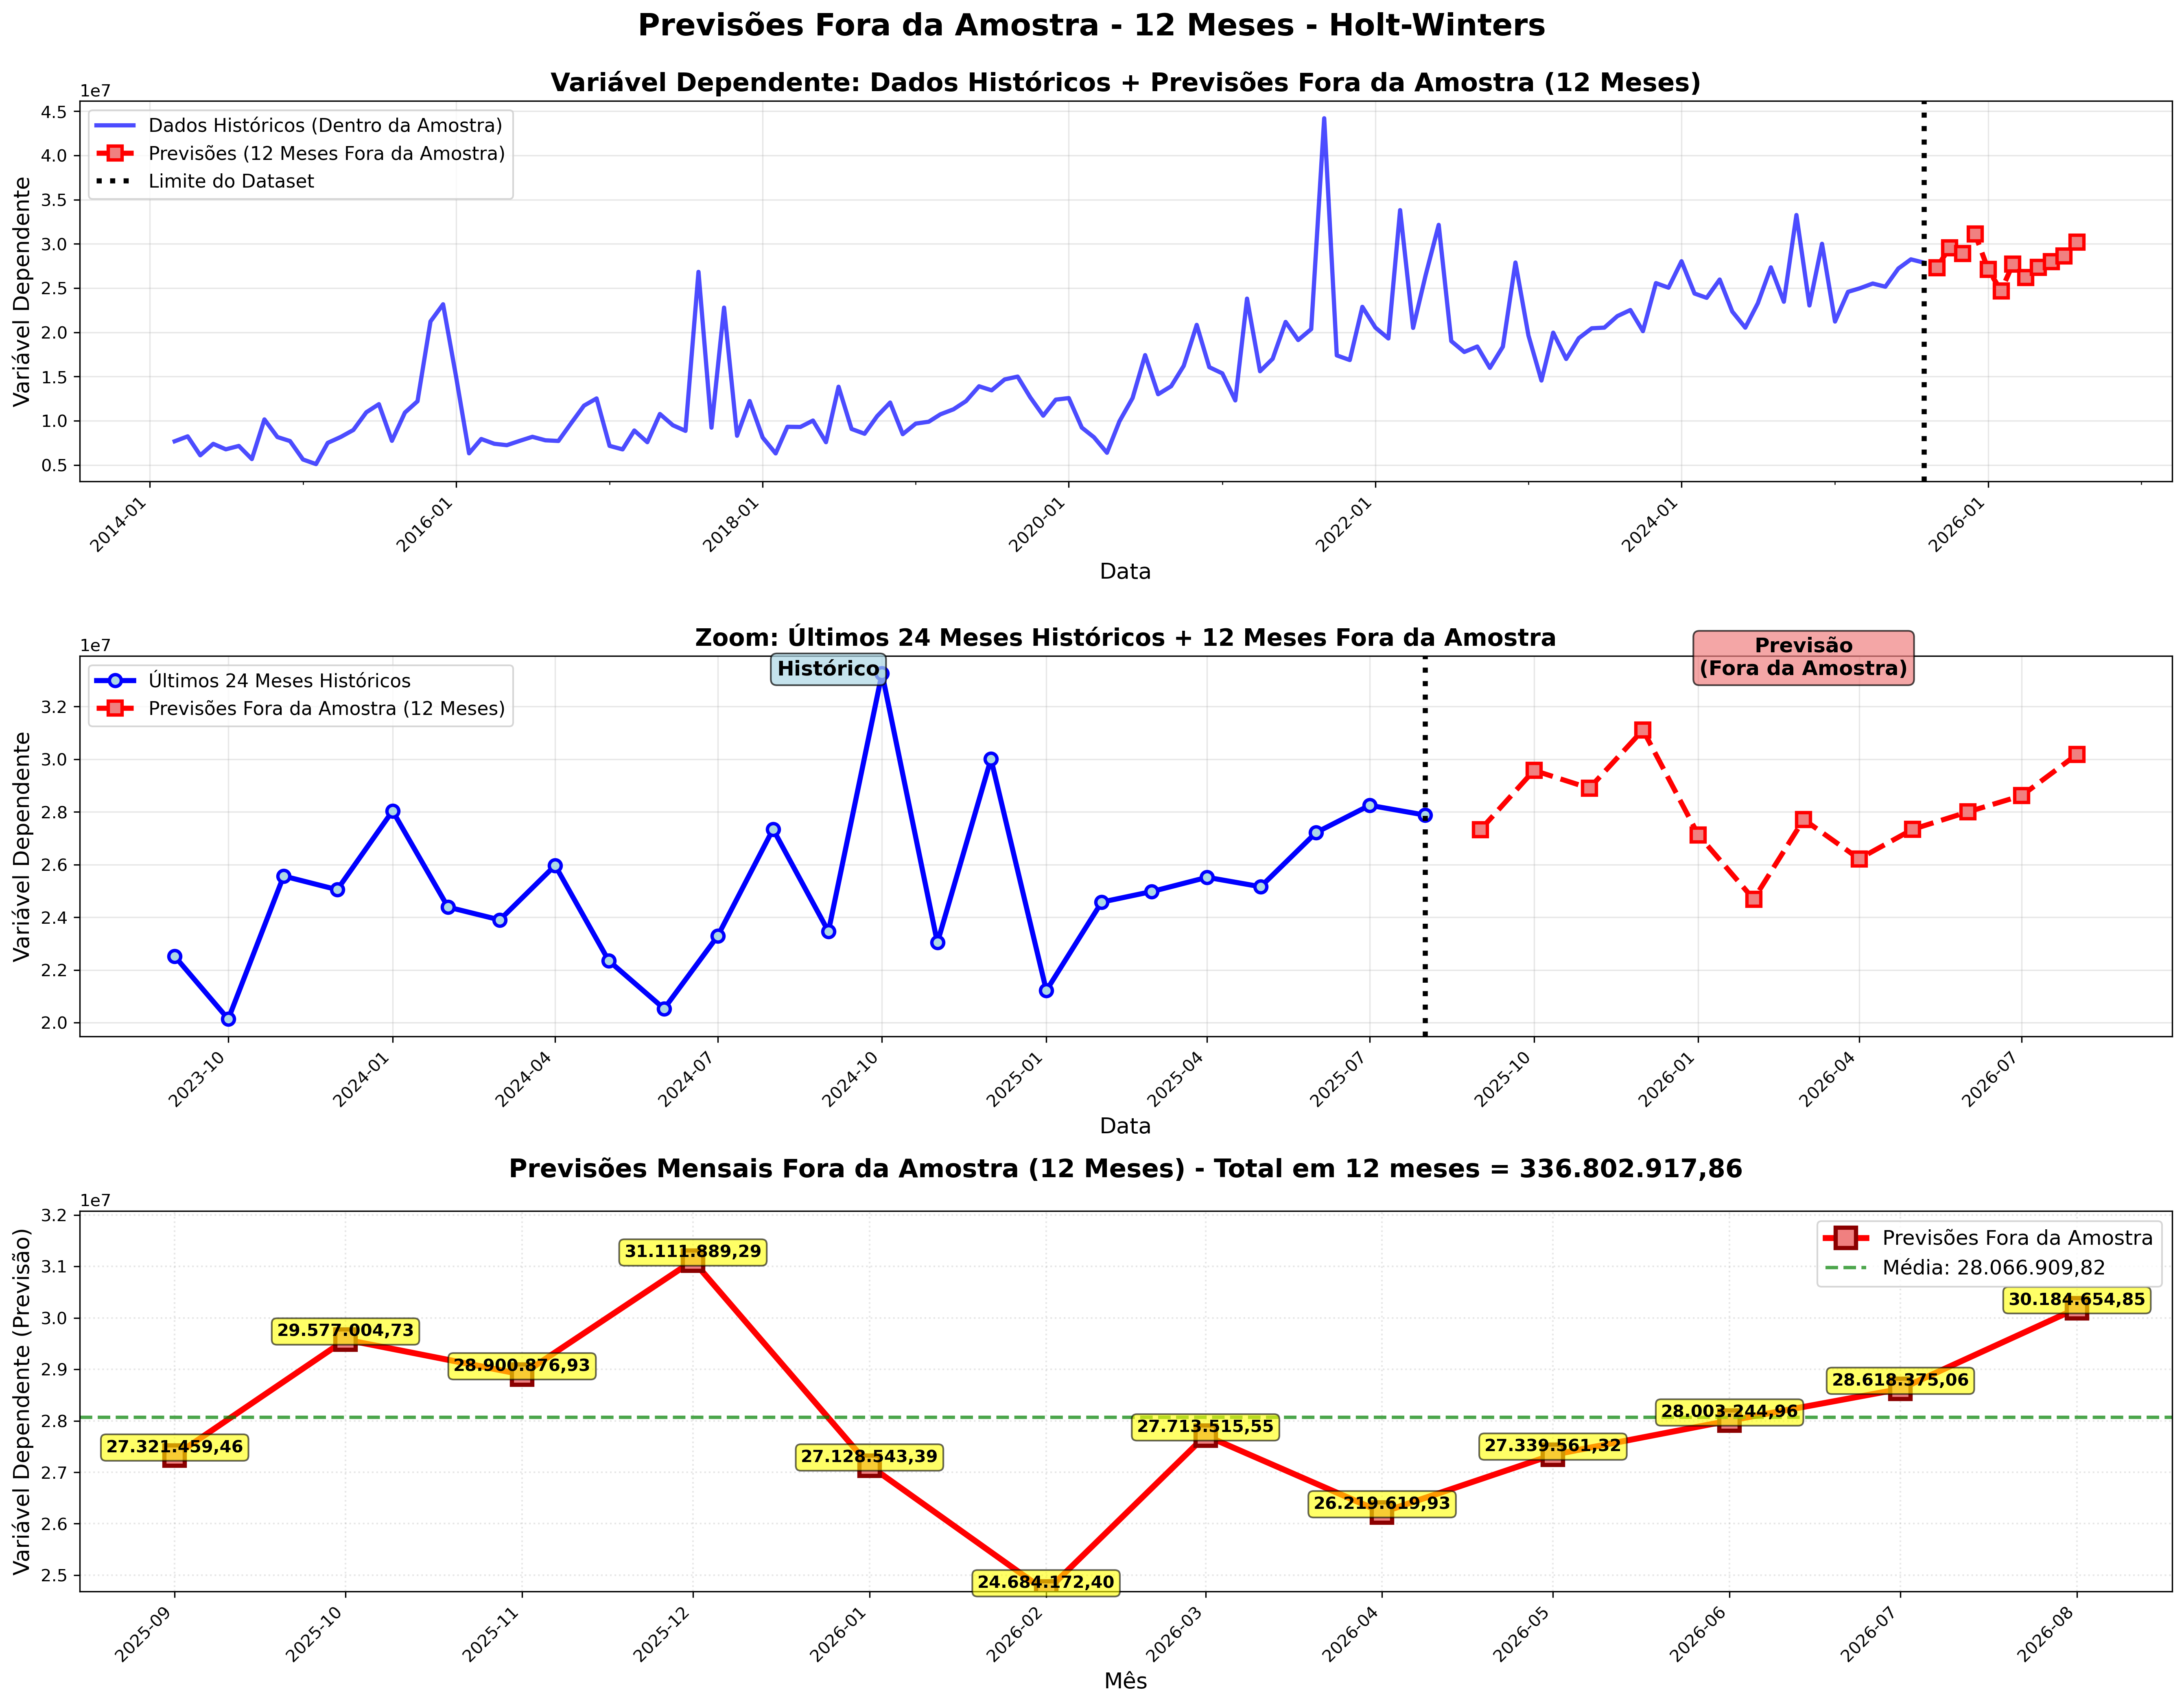 Previsões Fora da Amostra - 12 Meses - Holt-Winters
Variável Dependente: Dados Históricos + Previsões Fora da Amostra (12 Meses)
1e7
Dados Históricos (Dentro da Amostra)
Previsões (12 Meses Fora da Amostra)
Limite do Dataset
Variável Dependente
4.5
4.0
3.5
3.0
2.5
2.0
1.5
1.0
0.5
2014-01
2016-01
2018-01
2020-01
2022-01
2024-01
2026-01
Data
Zoom: Últimos 24 Meses Históricos + 12 Meses Fora da Amostra
1e7
Últimos 24 Meses Históricos
Previsões Fora da Amostra (12 Meses)
Histórico
Previsão
(Fora da Amostra)
Variável Dependente
3.2
3.0
2.8
2.6
2.4
2.2
2.0
2023-10
2024-01
2024-04
2024-07
2024-10
2025-01
2025-04
2025-07
2025-10
2026-01
2026-04
2026-07
Data
Previsões Mensais Fora da Amostra (12 Meses) - Total em 12 meses = 336.802.917,86
1e7
Previsões Fora da Amostra
Média: 28.066.909,82
Variável Dependente (Previsão)
3.2
3.1
3.0
2.9
2.8
2.7
2.6
2.5
27.321.459,46
29.577.004,73
28.900.876,93
31.111.889,29
27.128.543,39
24.684.172,40
27.713.515,55
26.219.619,93
27.339.561,32
28.003.244,96
28.618.375,06
30.184.654,85
2025-09
2025-10
2025-11
2025-12
2026-01
2026-02
2026-03
2026-04
2026-05
2026-06
2026-07
2026-08
Mês